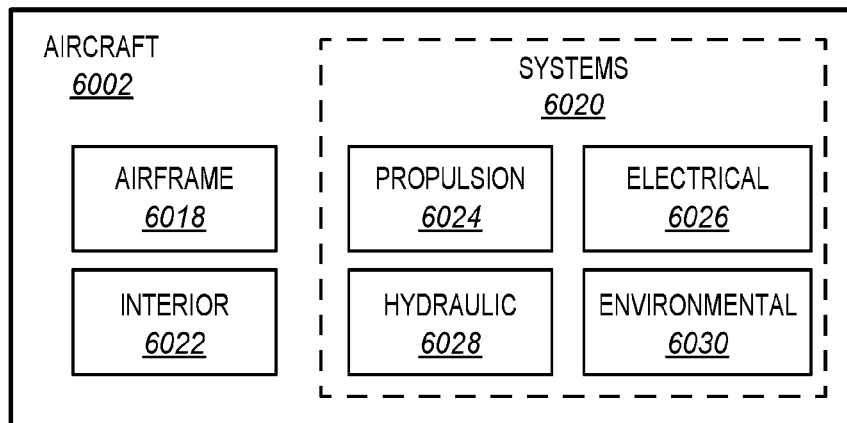 AIRCRAFT
6002
SYSTEMS
6020
AIRFRAME
6018
PROPULSION
6024
ELECTRICAL
6026
INTERIOR
6022
HYDRAULIC
6028
ENVIRONMENTAL
6030